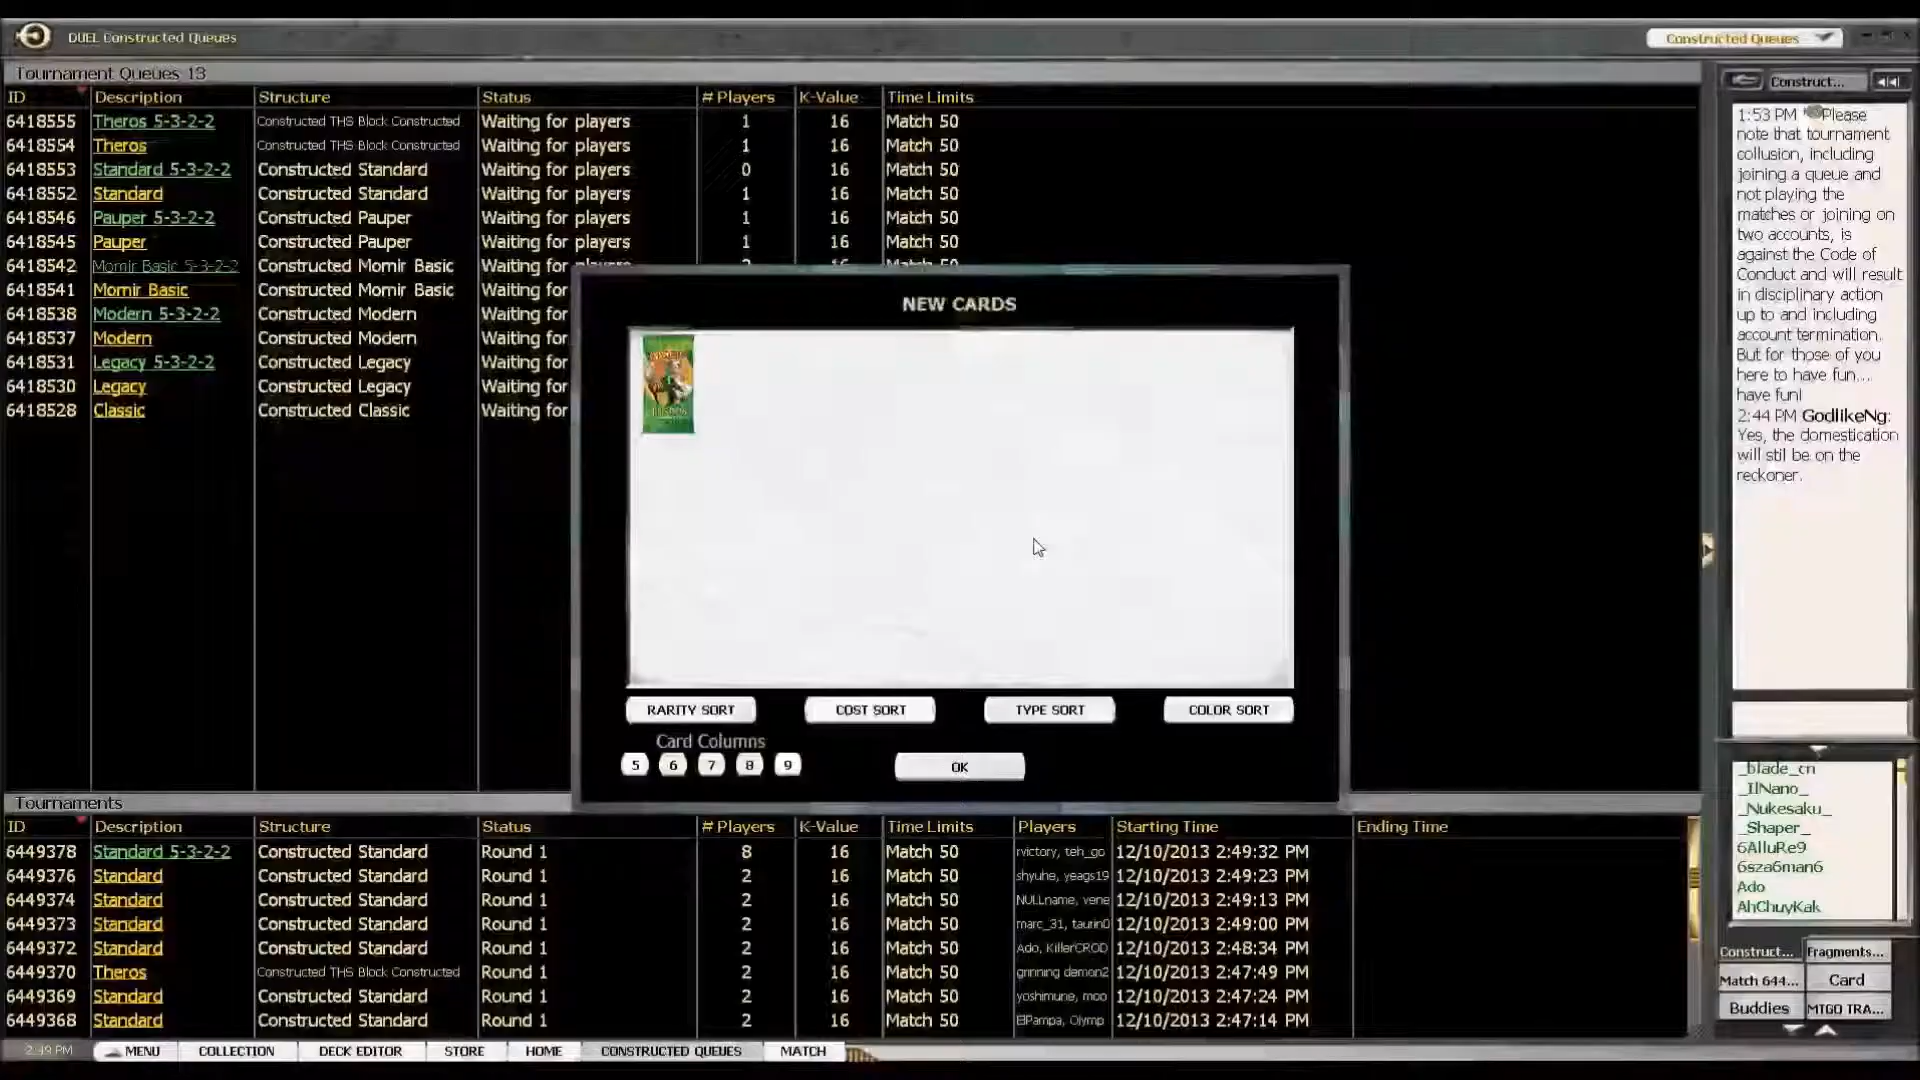 DUEL Constructed Queues
Constructed Queues
Tournament Queues 13
Construct...
ID Description Structure Status # Players K-Value Time Limits
6418555 Theros 5-3-2-2 Constructed THS Block Constructed Waiting for players 1 16 Match 50
6418554 Theros Constructed THS Block Constructed Waiting for players 1 16 Match 50
6418553 Standard 5-3-2-2 Constructed Standard Waiting for players 0 16 Match 50
6418552 Standard Constructed Standard Waiting for players 1 16 Match 50
6418546 Pauper 5-3-2-2 Constructed Pauper Waiting for players 1 16 Match 50
6418545 Pauper Constructed Pauper Waiting for players 1 16 Match 50
6418542 Momir Basic 5-3-2-2 Constructed Momir Basic Waiting for players
6418541 Momir Basic Constructed Momir Basic Waiting for
6418538 Modern 5-3-2-2 Constructed Modern Waiting for
6418537 Modern Constructed Modern Waiting for
6418531 Legacy 5-3-2-2 Constructed Legacy Waiting for
6418530 Legacy Constructed Legacy Waiting for
6418528 Classic Constructed Classic Waiting for
1:53 PM Please
note that tournament
collusion, including
joining a queue and
not playing the
matches or joining on
two accounts, is
against the Code of
Conduct and will result
in disciplinary action
up to and including
account termination.
But for those of you
here to have fun...
have fun!
2:44 PM GodlikeNg:
Yes, the domestication
will still be on the
reckoner.
NEW CARDS
RARITY SORT COST SORT TYPE SORT COLOR SORT
Card Columns
5 6 7 8 9 OK
_blade_cn
_IlNano_
_Nukesaku_
_Shaper_
6AlluRe9
6sza6man6
Ado
AhChuyKak
Tournaments
ID Description Structure Status # Players K-Value Time Limits Players Starting Time Ending Time
6449378 Standard 5-3-2-2 Constructed Standard Round 1 8 16 Match 50 rvictory, teh_go 12/10/2013 2:49:32 PM
6449376 Standard Constructed Standard Round 1 2 16 Match 50 shyuhe, yeags19 12/10/2013 2:49:23 PM
6449374 Standard Constructed Standard Round 1 2 16 Match 50 NULLname, vene 12/10/2013 2:49:13 PM
6449373 Standard Constructed Standard Round 1 2 16 Match 50 marc_31, taurin0 12/10/2013 2:49:00 PM
6449372 Standard Constructed Standard Round 1 2 16 Match 50 Ado, KillerCROD 12/10/2013 2:48:34 PM
6449370 Theros Constructed THS Block Constructed Round 1 2 16 Match 50 grinning demon2 12/10/2013 2:47:49 PM
6449369 Standard Constructed Standard Round 1 2 16 Match 50 yoshimune, moo 12/10/2013 2:47:24 PM
6449368 Standard Constructed Standard Round 1 2 16 Match 50 ElPampa, Olymp 12/10/2013 2:47:14 PM
Construct... Fragments...
Match 644... Card
Buddies MTGO TRA...
2:49 PM MENU COLLECTION DECK EDITOR STORE HOME CONSTRUCTED QUEUES MATCH